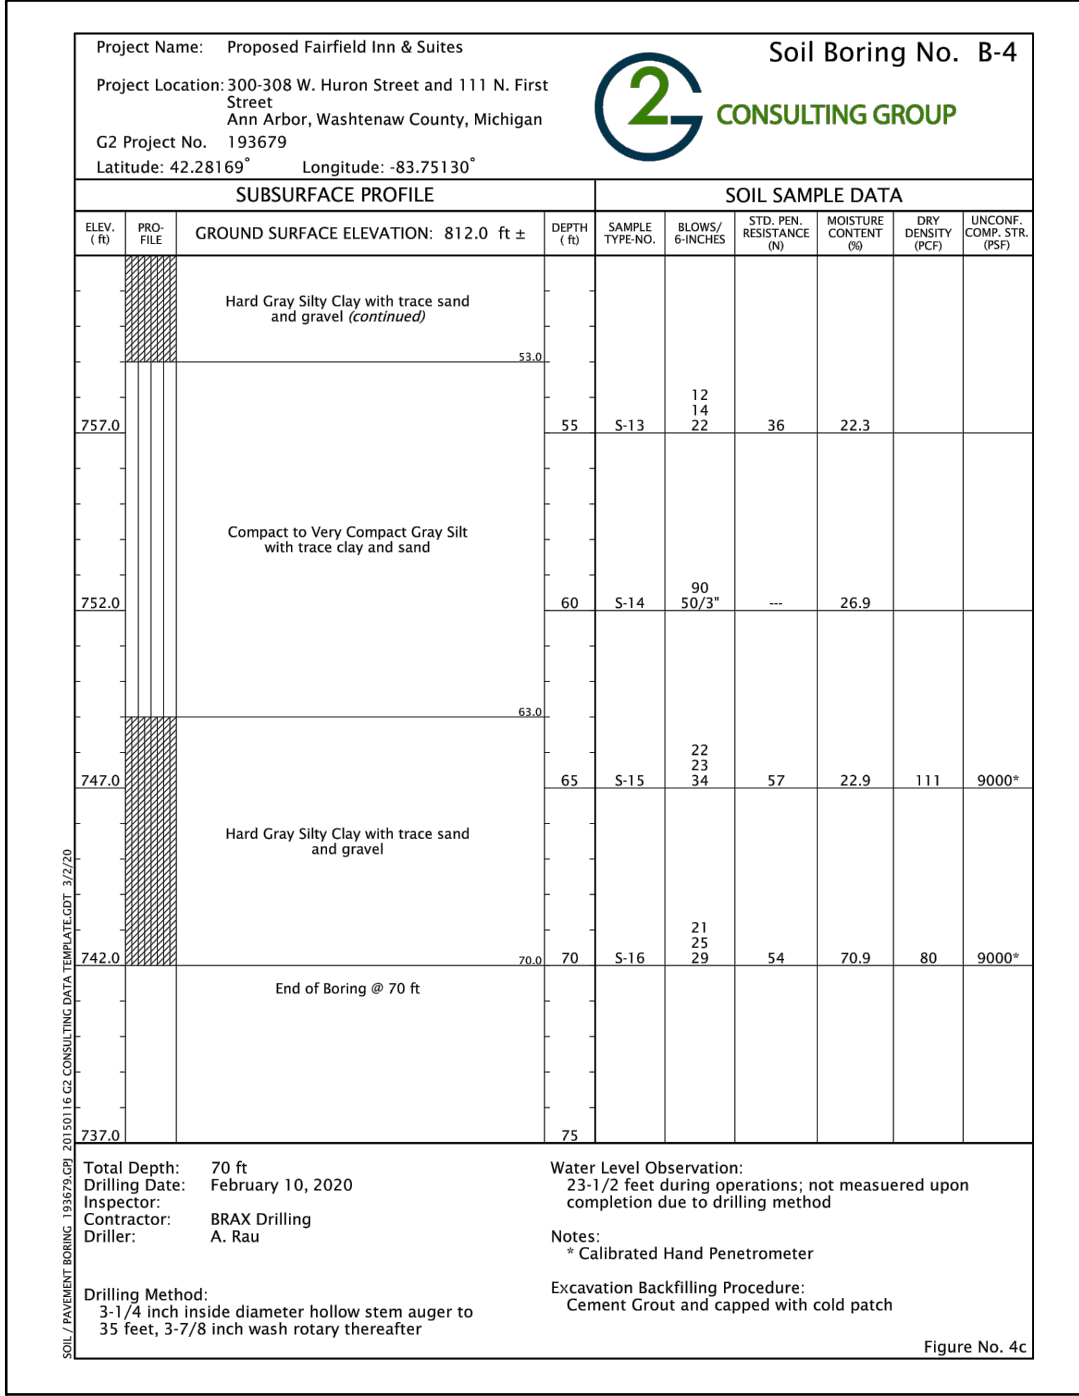 Project Name: Proposed Fairfield Inn & Suites
Project Location: 300-308 W. Huron Street and 111 N. First
Street
Ann Arbor, Washtenaw County, Michigan
G2 Project No. 193679
Latitude: 42.28169° Longitude: -83.75130°
Soil Boring No. B-4
G2 CONSULTING GROUP
SUBSURFACE PROFILE
SOIL SAMPLE DATA
ELEV.
( ft)
PRO-
FILE
GROUND SURFACE ELEVATION: 812.0 ft ±
DEPTH
( ft)
SAMPLE
TYPE-NO.
BLOWS/
6-INCHES
STD. PEN.
RESISTANCE
(N)
MOISTURE
CONTENT
(%)
DRY
DENSITY
(PCF)
UNCONF.
COMP. STR.
(PSF)
Hard Gray Silty Clay with trace sand
and gravel (continued)
53.0
12
14
757.0 55 S-13 22 36 22.3
Compact to Very Compact Gray Silt
with trace clay and sand
90
752.0 60 S-14 50/3" --- 26.9
63.0
22
23
747.0 65 S-15 34 57 22.9 111 9000*
Hard Gray Silty Clay with trace sand
and gravel
21
25
742.0 70.0 70 S-16 29 54 70.9 80 9000*
End of Boring @ 70 ft
737.0 75
Total Depth: 70 ft
Drilling Date: February 10, 2020
Inspector:
Contractor: BRAX Drilling
Driller: A. Rau
Drilling Method:
3-1/4 inch inside diameter hollow stem auger to
35 feet, 3-7/8 inch wash rotary thereafter
Water Level Observation:
23-1/2 feet during operations; not measuered upon
completion due to drilling method
Notes:
* Calibrated Hand Penetrometer
Excavation Backfilling Procedure:
Cement Grout and capped with cold patch
Figure No. 4c
SOIL / PAVEMENT BORING 193679.GPJ 20150116 G2 CONSULTING DATA TEMPLATE.GDT 3/2/20